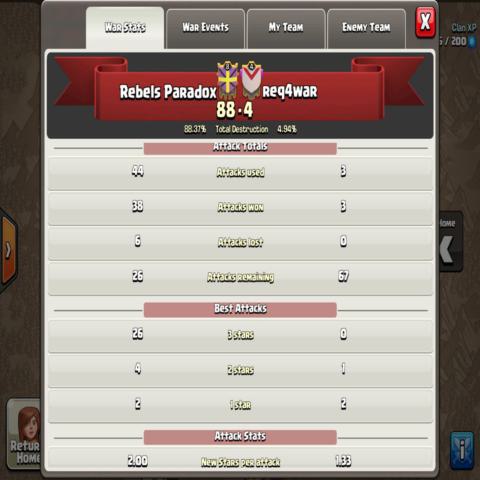 War Stats War Events My Team Enemy Team X
Clan XP
5 / 200
8 4
Rebels Paradox req4war
88 - 4
88.37% Total Destruction 4.94%
Attack Totals
44 Attacks used 3
38 Attacks won 3
6 Attacks lost 0
26 Attacks remaining 67
Home
Best Attacks
26 3 stars 0
4 2 stars 1
2 1 star 2
Attack Stats
2.00 New Stars per attack 1.33
Return
Home
i